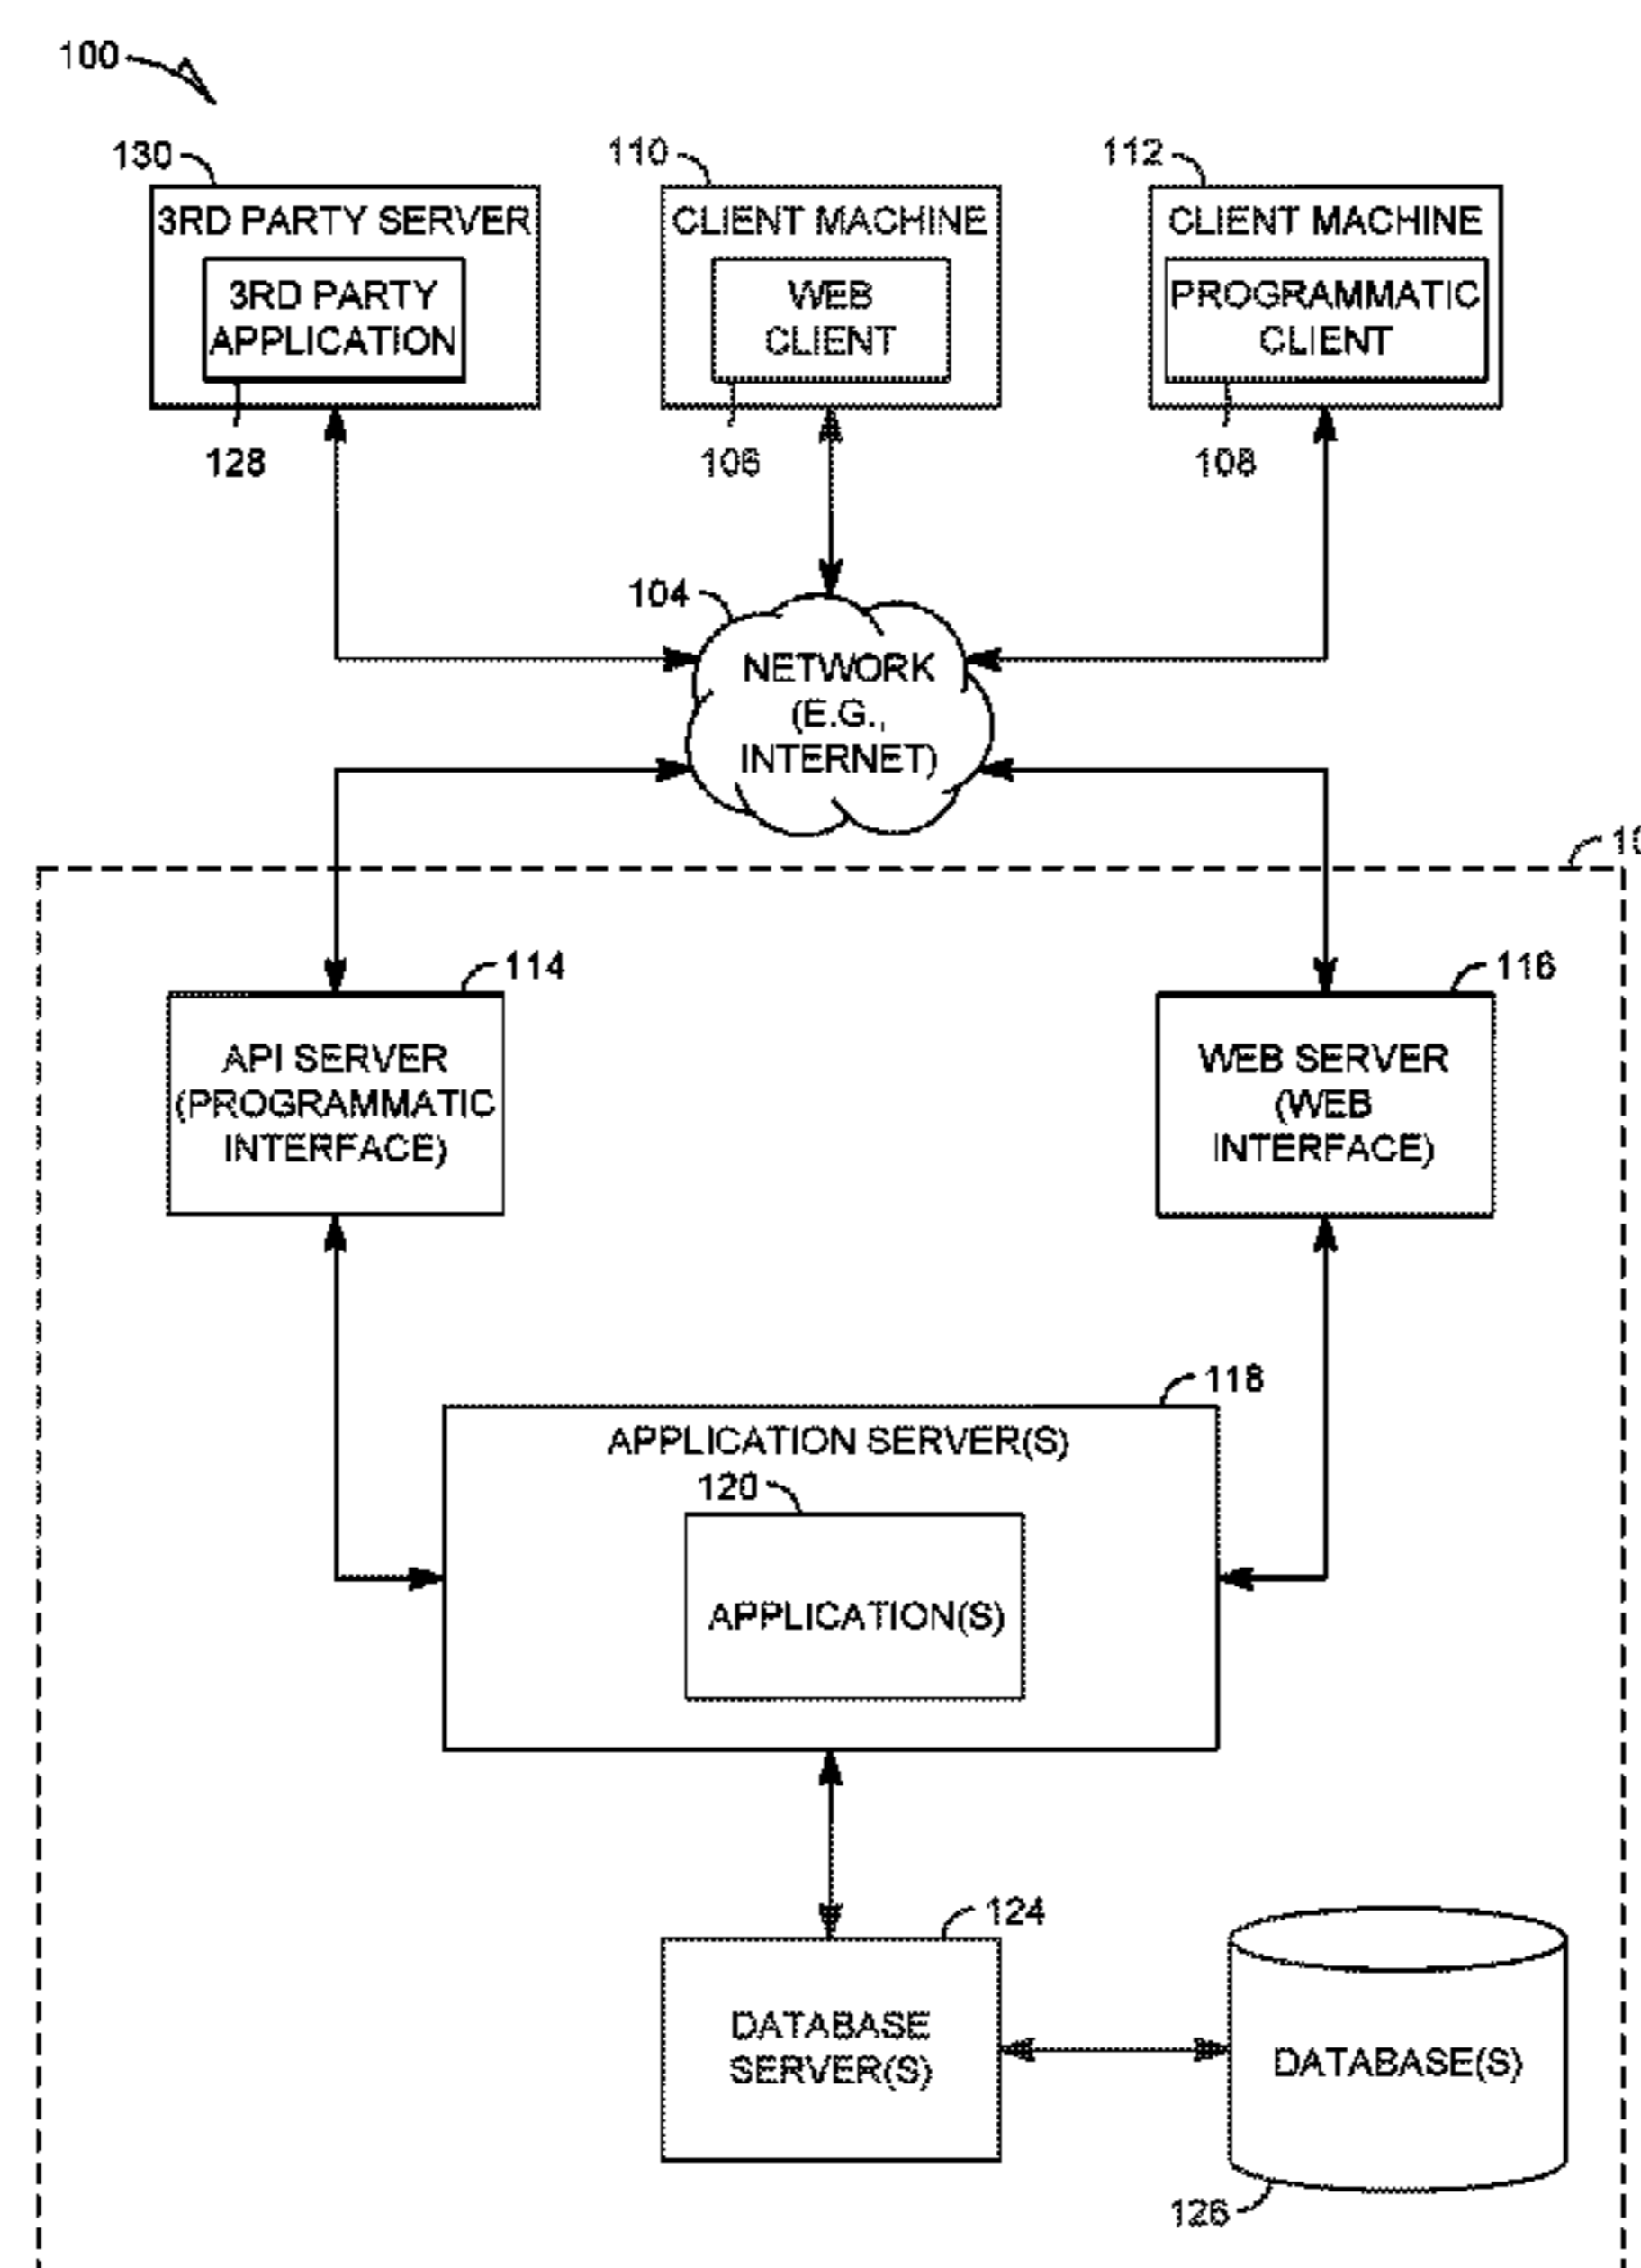 100
130
110
112
3RD PARTY SERVER
CLIENT MACHINE
CLIENT MACHINE
3RD PARTY
APPLICATION
WEB
CLIENT
PROGRAMMATIC
CLIENT
128
106
108
104
NETWORK
(E.G.,
INTERNET)
114
116
API SERVER
(PROGRAMMATIC
INTERFACE)
WEB SERVER
(WEB
INTERFACE)
118
APPLICATION SERVER(S)
120
APPLICATION(S)
124
DATABASE
SERVER(S)
DATABASE(S)
126